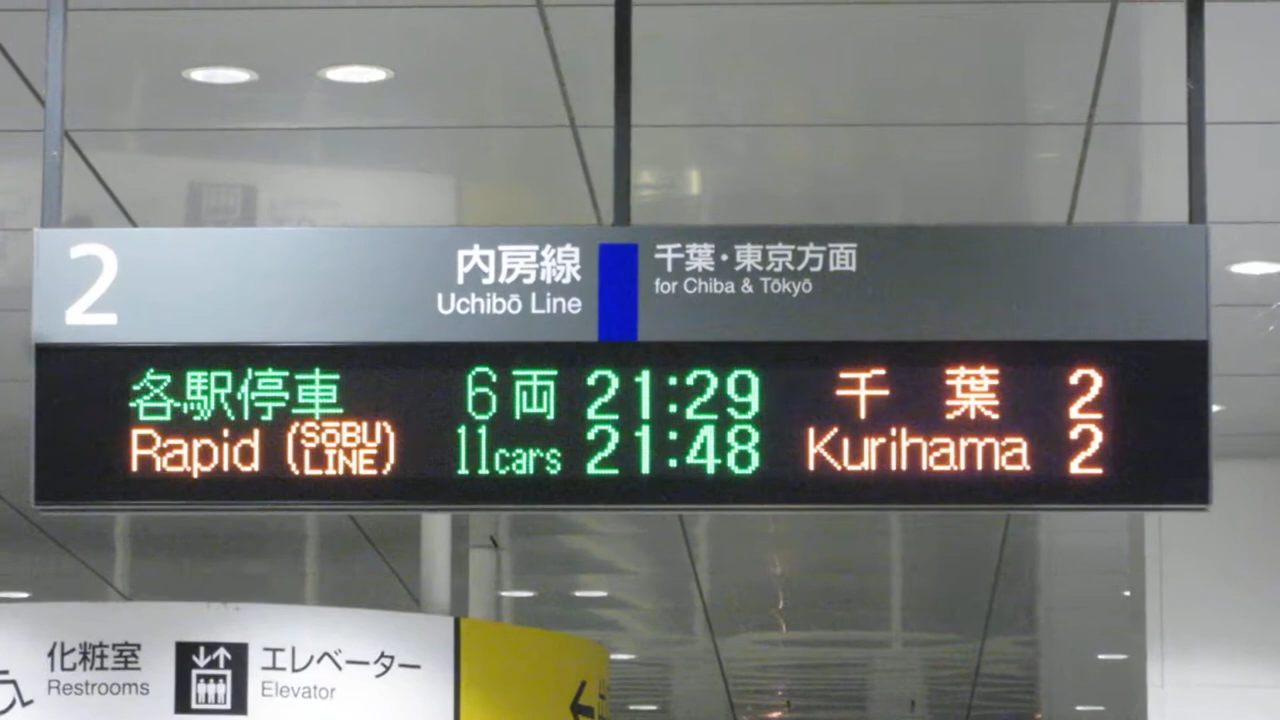 2
内房線 千葉・東京方面
Uchibō Line for Chiba & Tōkyō
各駅停車 6両 21:29 千葉 2
Rapid (SōBU LINE) 11cars 21:48 Kurihama 2
化粧室 エレベーター
Restrooms Elevator